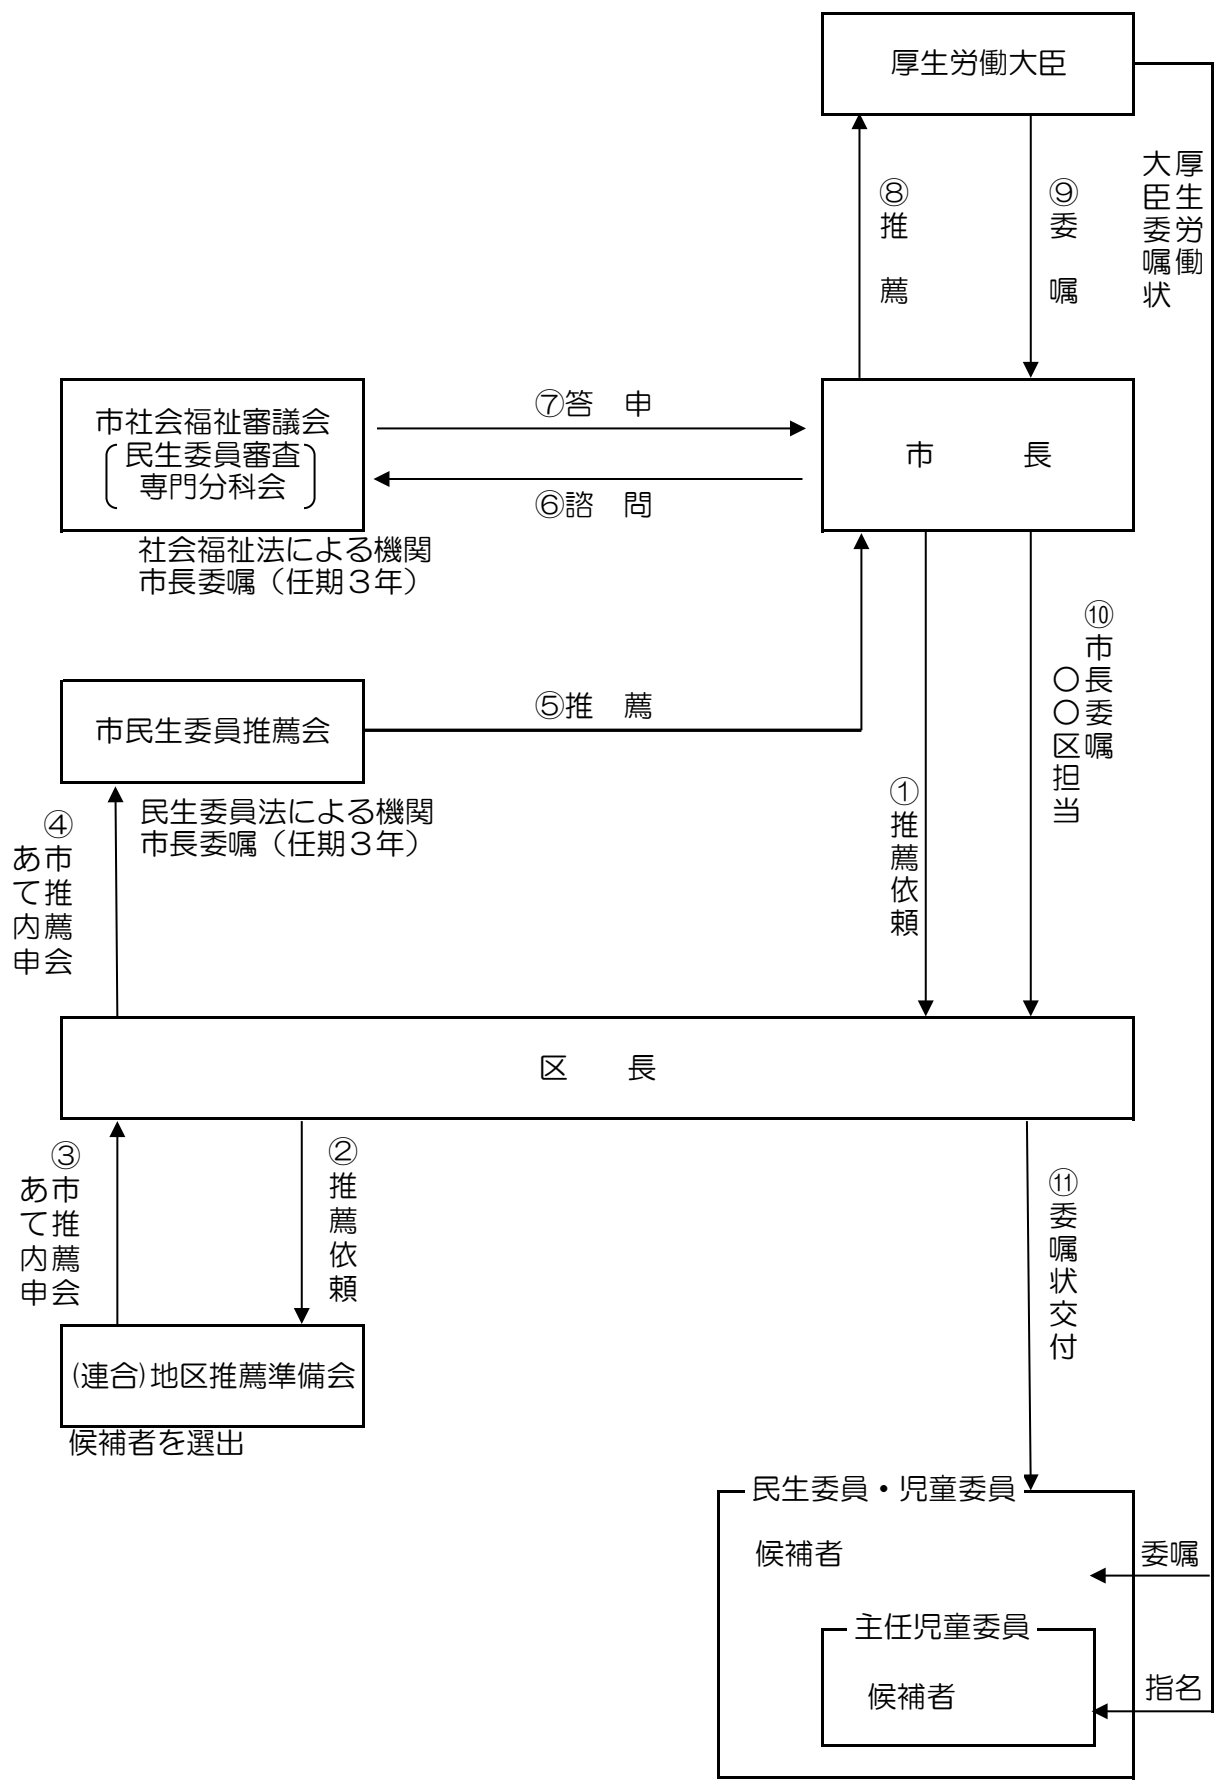 厚生労働大臣
厚生労働
大臣委嘱状
⑧推　薦
⑨委　嘱
市社会福祉審議会
民生委員審査
専門分科会
⑦答　申
⑥諮　問
市　　　長
社会福祉法による機関
市長委嘱（任期３年）
⑩市長委嘱
〇〇区担当
市民生委員推薦会
⑤推　薦
①推薦依頼
民生委員法による機関
市長委嘱（任期３年）
④市推薦会
あて内申
区　　長
③市推薦会
あて内申
②推薦依頼
⑪委嘱状交付
(連合)地区推薦準備会
候補者を選出
民生委員・児童委員
候補者
委嘱
主任児童委員
候補者
指名